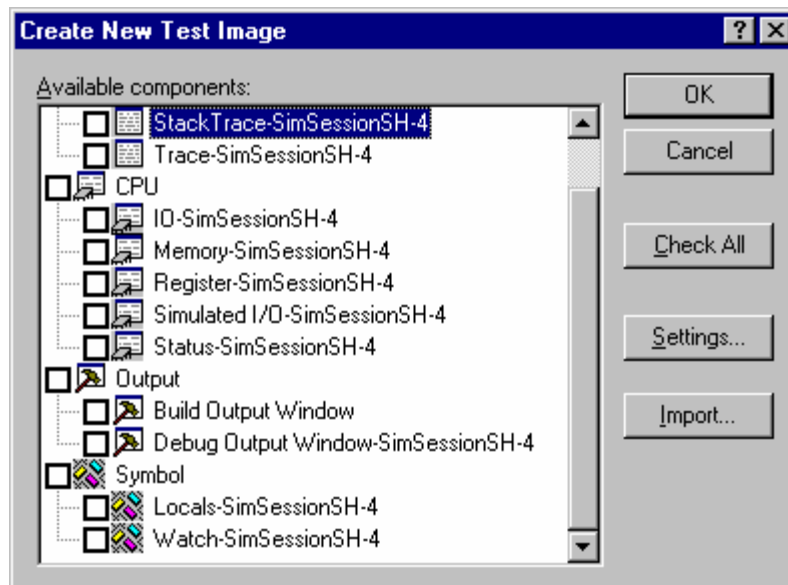 Create New Test Image
Available components:
StackTrace-SimSessionSH-4
Trace-SimSessionSH-4
CPU
IO-SimSessionSH-4
Memory-SimSessionSH-4
Register-SimSessionSH-4
Simulated I/O-SimSessionSH-4
Status-SimSessionSH-4
Output
Build Output Window
Debug Output Window-SimSessionSH-4
Symbol
Locals-SimSessionSH-4
Watch-SimSessionSH-4
OK
Cancel
Check All
Settings...
Import...